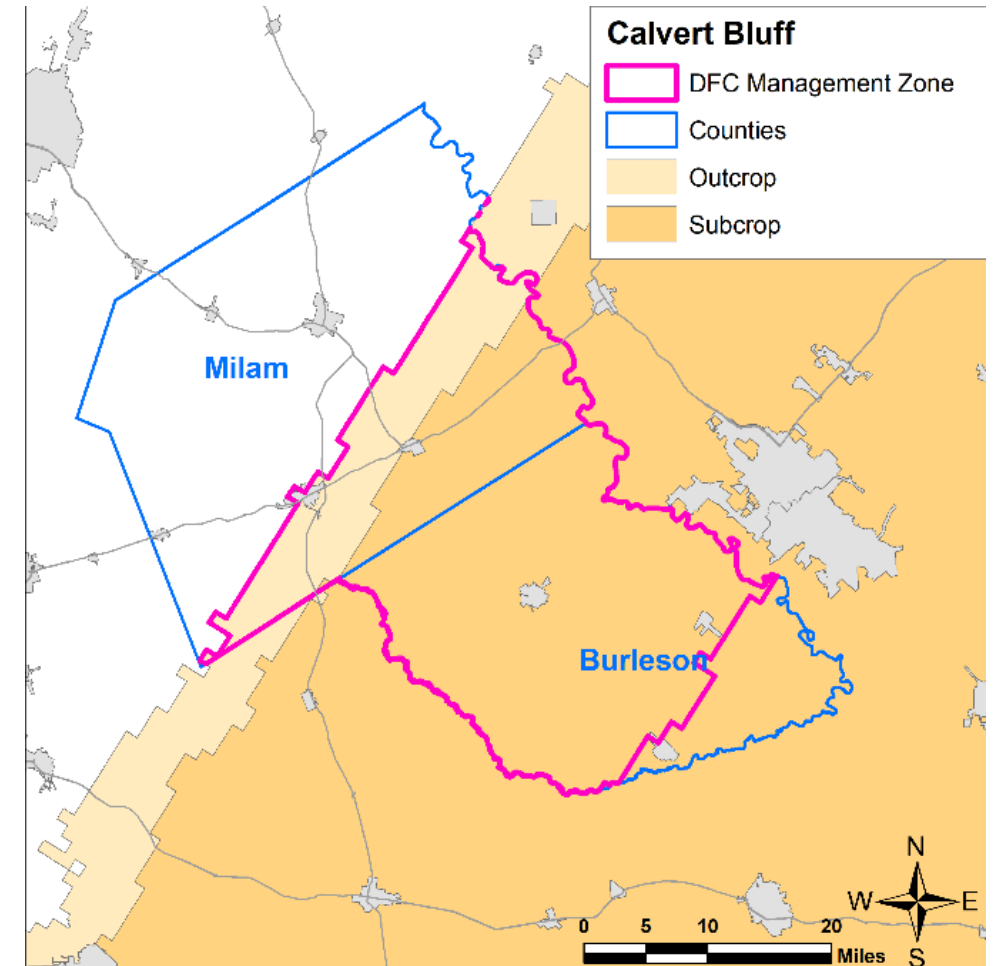 Calvert Bluff
DFC Management Zone
Counties
Outcrop
Subcrop
Milam
Burleson
N
W E
S
0 5 10 20
Miles